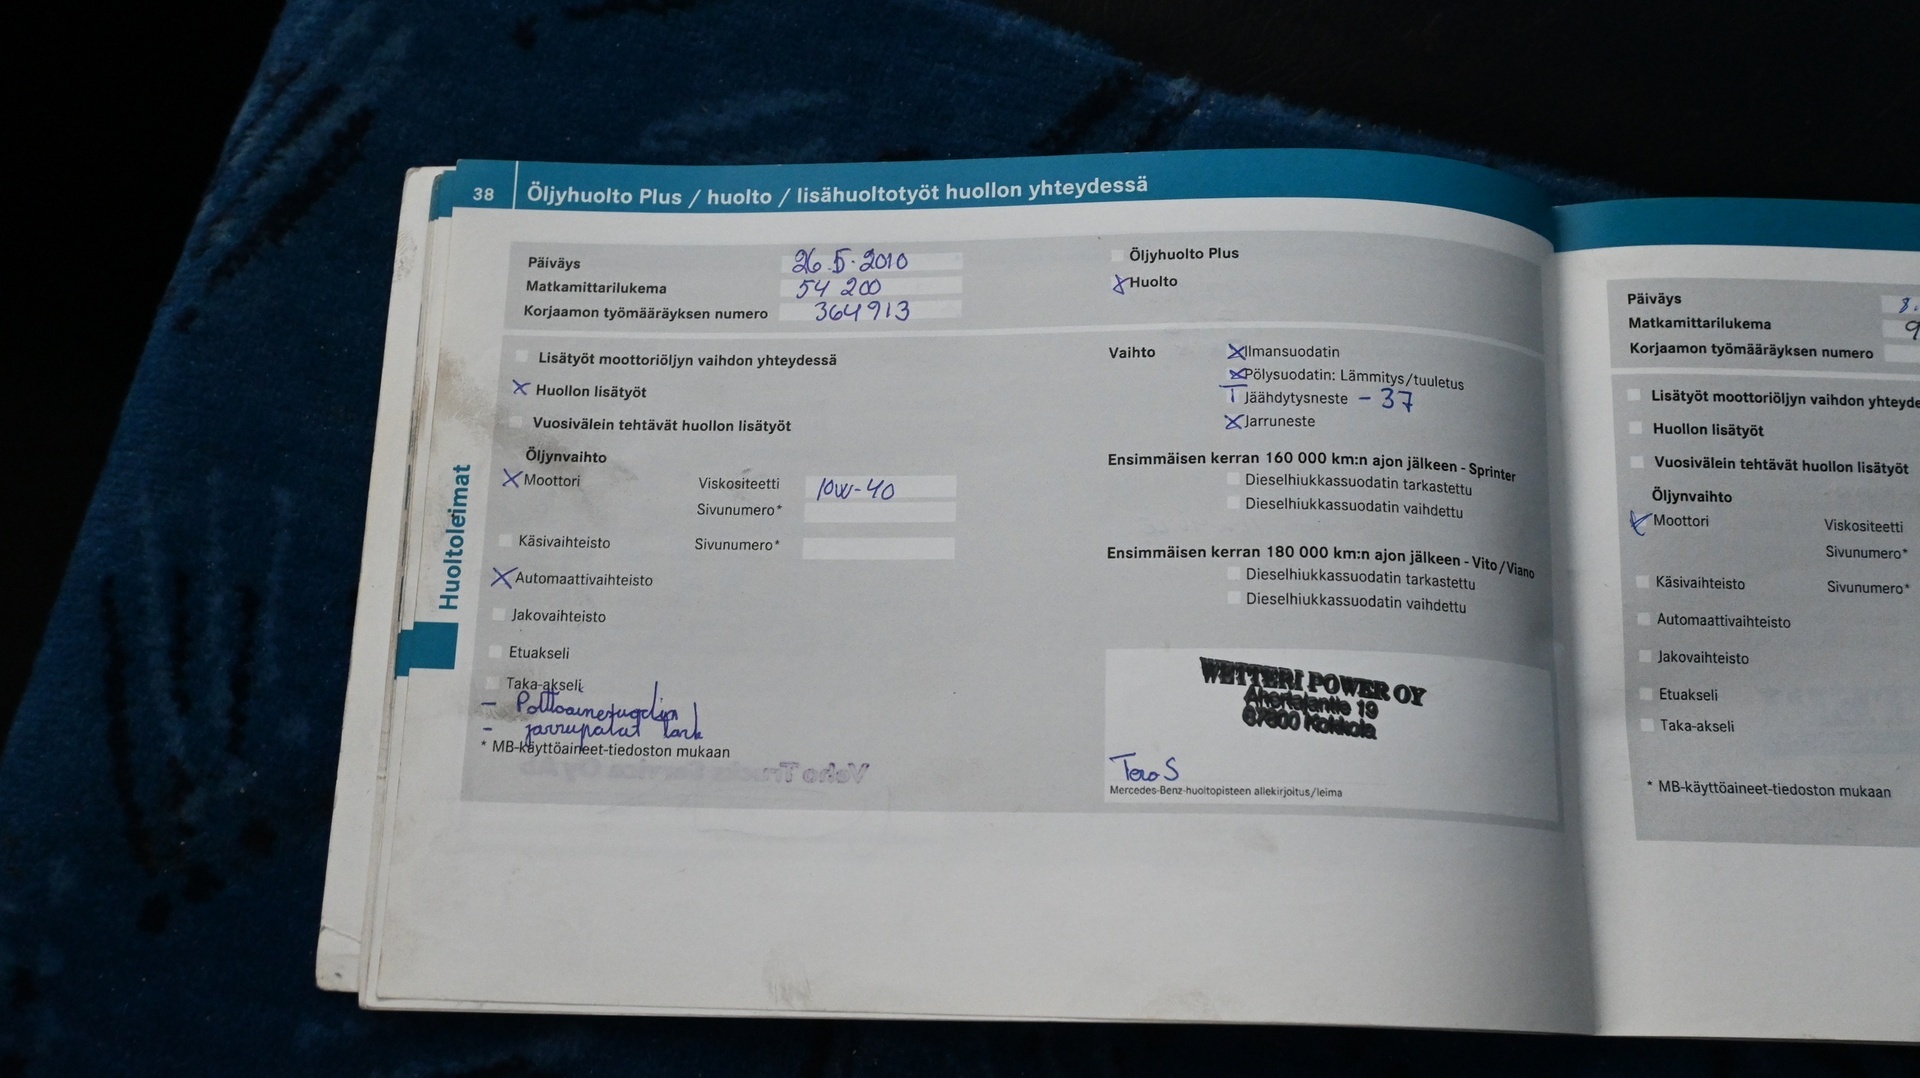 38 Öljyhuolto Plus / huolto / lisähuoltotyöt huollon yhteydessä
Päiväys 26.5.2010
Matkamittarilukema 54 200
Korjaamon työmääräyksen numero 364913
Öljyhuolto Plus
X Huolto
Lisätyöt moottoriöljyn vaihdon yhteydessä
X Huollon lisätyöt
Vuosivälein tehtävät huollon lisätyöt
Öljynvaihto
X Moottori Viskositeetti 10W-40
Sivunumero*
Käsivaihteisto Sivunumero*
X Automaattivaihteisto
Jakovaihteisto
Etuakseli
Taka-akseli
- Polttoainesuodin
- jarrupalat tark
* MB-käyttöaineet-tiedoston mukaan
Vaihto X Ilmansuodatin
X Pölysuodatin: Lämmitys/tuuletus
T Jäähdytysneste - 37
X Jarruneste
Ensimmäisen kerran 160 000 km:n ajon jälkeen - Sprinter
Dieselhiukkassuodatin tarkastettu
Dieselhiukkassuodatin vaihdettu
Ensimmäisen kerran 180 000 km:n ajon jälkeen - Vito/Viano
Dieselhiukkassuodatin tarkastettu
Dieselhiukkassuodatin vaihdettu
WETTERI POWER OY
Ahertajantie 19
67800 Kokkola
Tero S
Mercedes-Benz-huoltopisteen allekirjoitus/leima
Huoltoleimat
Päiväys 8.
Matkamittarilukema 9
Korjaamon työmääräyksen numero
Lisätyöt moottoriöljyn vaihdon yhteyde
Huollon lisätyöt
Vuosivälein tehtävät huollon lisätyöt
Öljynvaihto
X Moottori Viskositeetti
Sivunumero*
Käsivaihteisto Sivunumero*
Automaattivaihteisto
Jakovaihteisto
Etuakseli
Taka-akseli
* MB-käyttöaineet-tiedoston mukaan